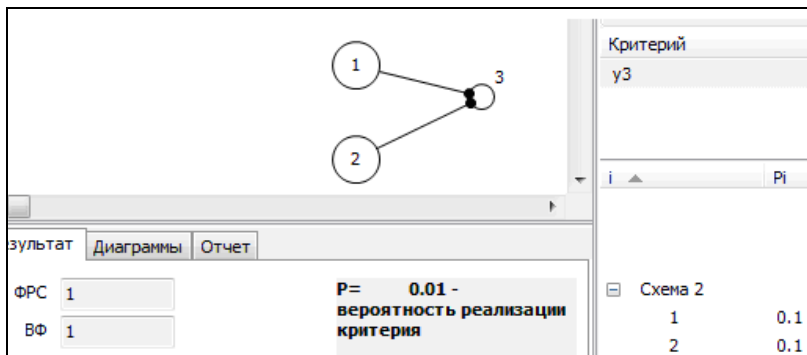 1
3
2
Критерий
y3
i Pi
Схема 2
1 0.1
2 0.1
зультат Диаграммы Отчет
ФРС 1
ВФ 1
P= 0.01 -
вероятность реализации
критерия